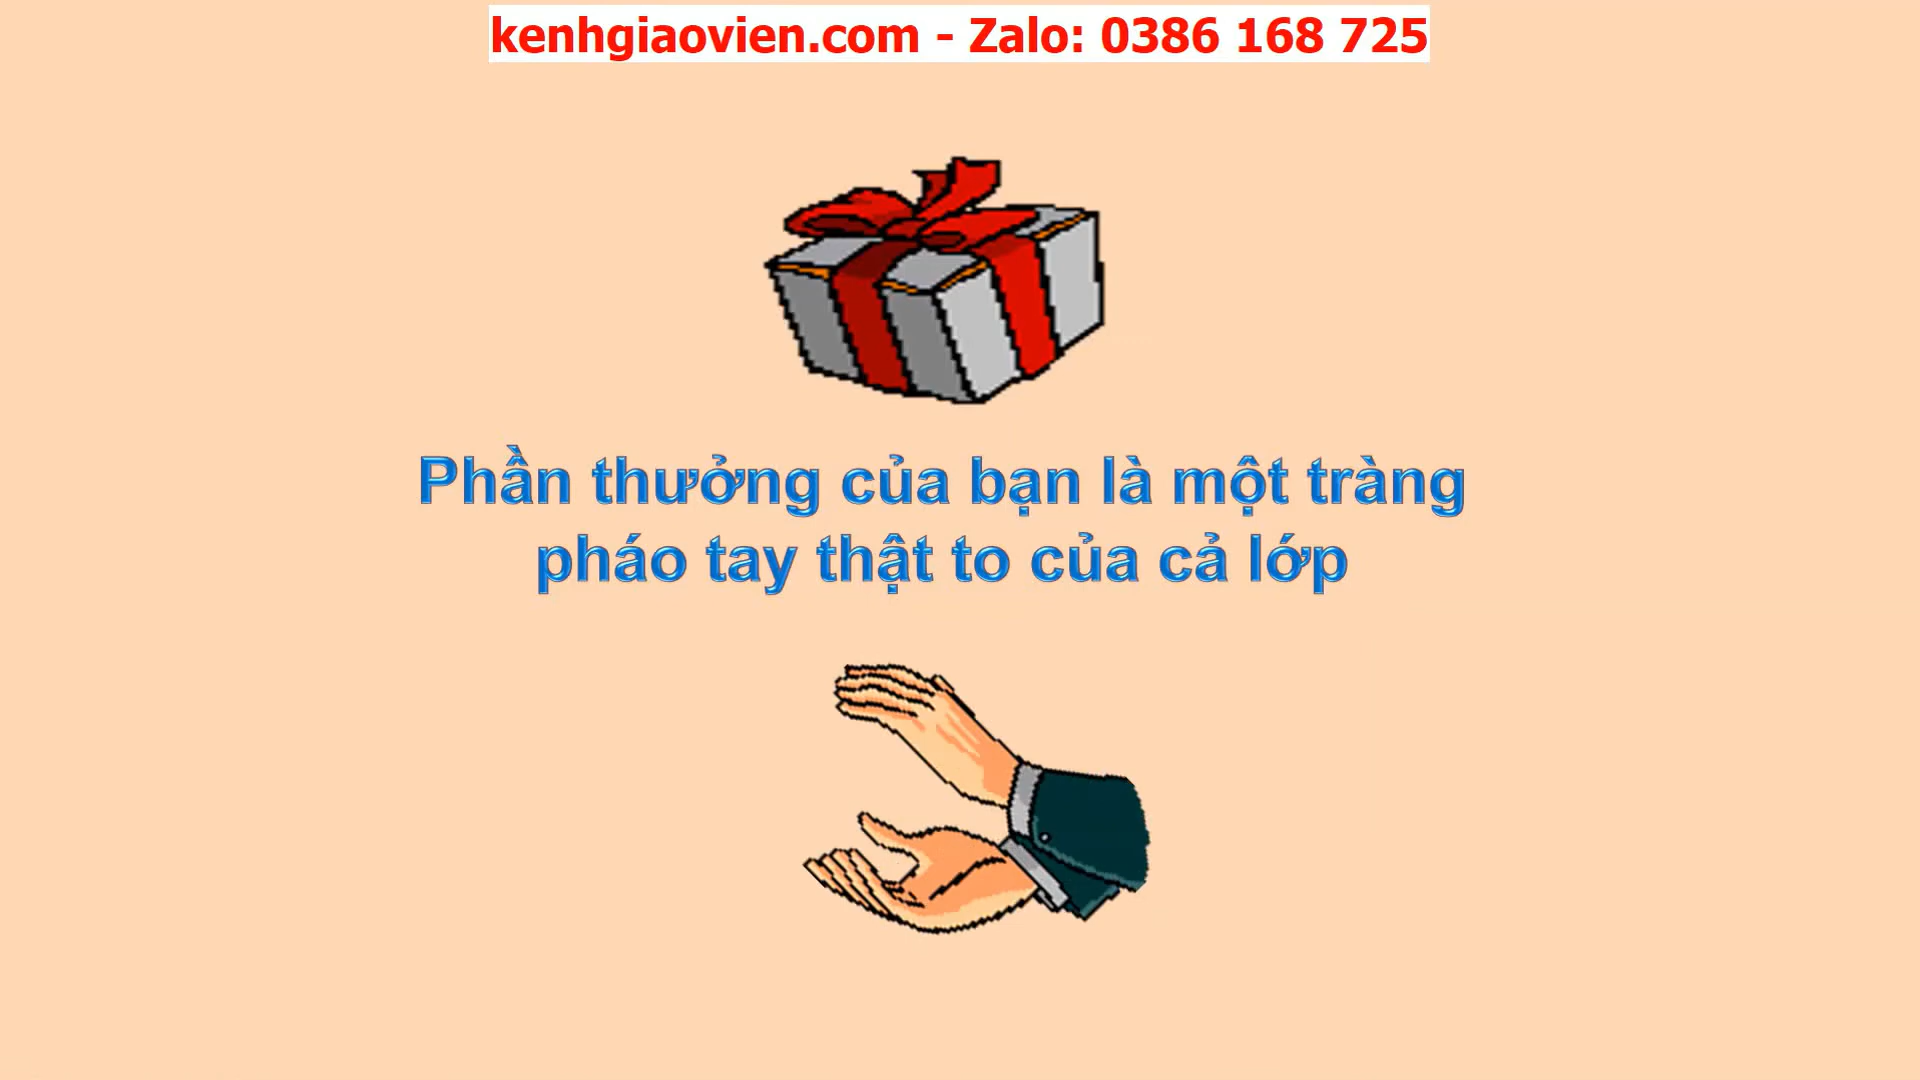 kenhgiaovien.com - Zalo: 0386 168 725
Phần thưởng của bạn là một tràng
pháo tay thật to của cả lớp